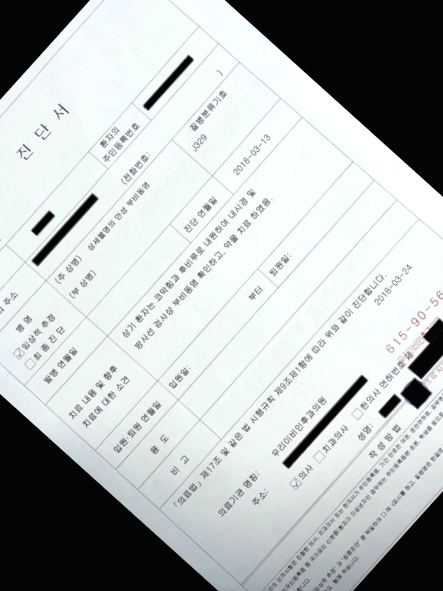 진 단 서
환자의
주민등록번호
(전화번호: )
주소
병 명
☑ 임상적 추정
☐ 최 종 진 단
(주 상병) 상세불명의 만성 부비동염
(부 상병)
질병분류기호
J329
발병 연월일
진단 연월일
2018-03-13
치료 내용 및 향후
치료에 대한 소견
상기 환자는 코막힘과 후비루로 내원하여 내시경 및
방사선 검사상 부비동염 확인하고, 약물 치료 하였음.
입원·퇴원 연월일
입원일:
부터
퇴원일:
용 도
비 고
「의료법」 제17조 및 같은 법 시행규칙 제9조제1항에 따라 위와 같이 진단합니다.
2018-03-24
의료기관 명칭: 우리이비인후과의원
주소:
615-90-56
☑ 의사 ☐ 치과의사 ☐ 한의사 면허번호 제
성명:
작 성 방 법